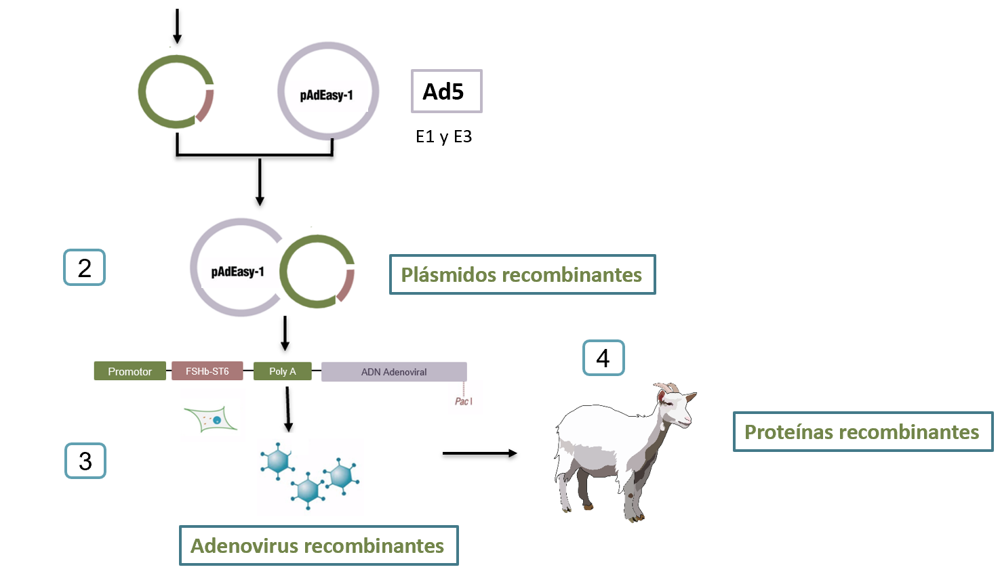 pAdEasy-1
Ad5
E1 y E3
2
pAdEasy-1
Plásmidos recombinantes
Promotor
FSHb-ST6
Poly A
ADN Adenoviral
Pac I
3
Adenovirus recombinantes
4
Proteínas recombinantes